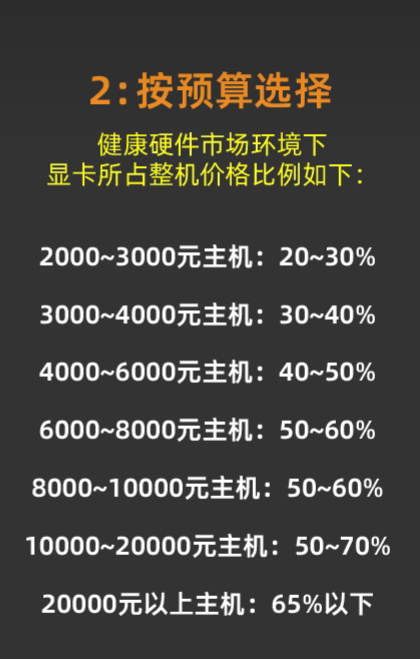 2:按预算选择
健康硬件市场环境下
显卡所占整机价格比例如下:
2000~3000元主机：20~30%
3000~4000元主机：30~40%
4000~6000元主机：40~50%
6000~8000元主机：50~60%
8000~10000元主机：50~60%
10000~20000元主机：50~70%
20000元以上主机：65%以下